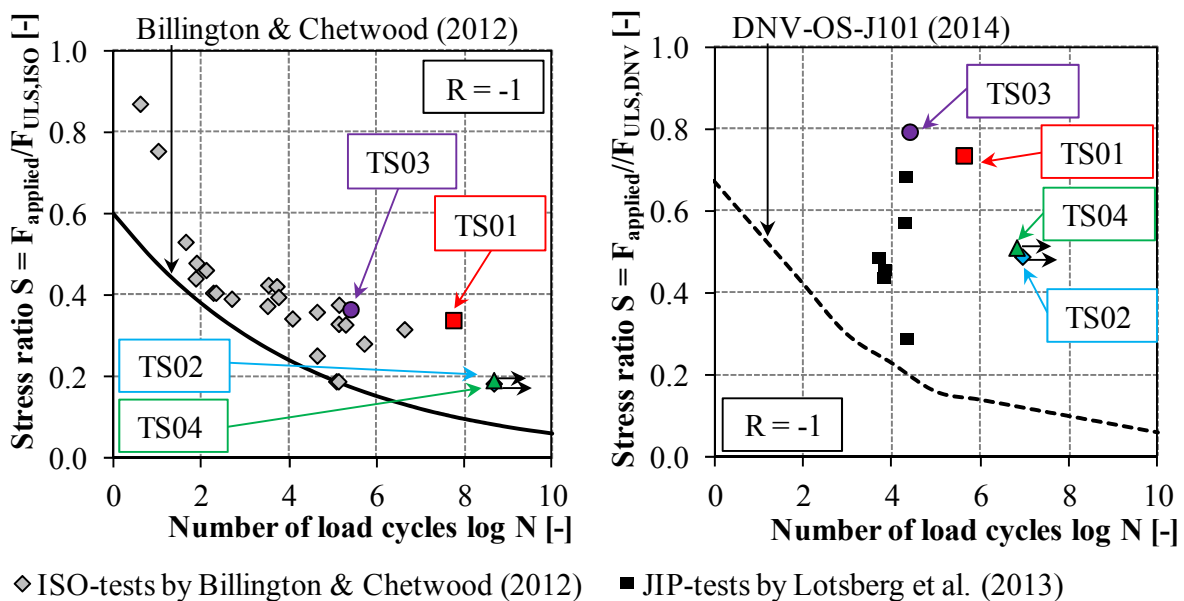 Billington & Chetwood (2012)
Stress ratio S = F_applied/F_ULS,ISO [-]
1.0
0.8
0.6
0.4
0.2
0.0
R = -1
TS03
TS01
TS02
TS04
0 2 4 6 8 10
Number of load cycles log N [-]
DNV-OS-J101 (2014)
Stress ratio S = F_applied//F_ULS,DNV [-]
1.0
0.8
0.6
0.4
0.2
0.0
TS03
TS01
TS04
TS02
R = -1
0 2 4 6 8 10
Number of load cycles log N [-]
ISO-tests by Billington & Chetwood (2012)
JIP-tests by Lotsberg et al. (2013)